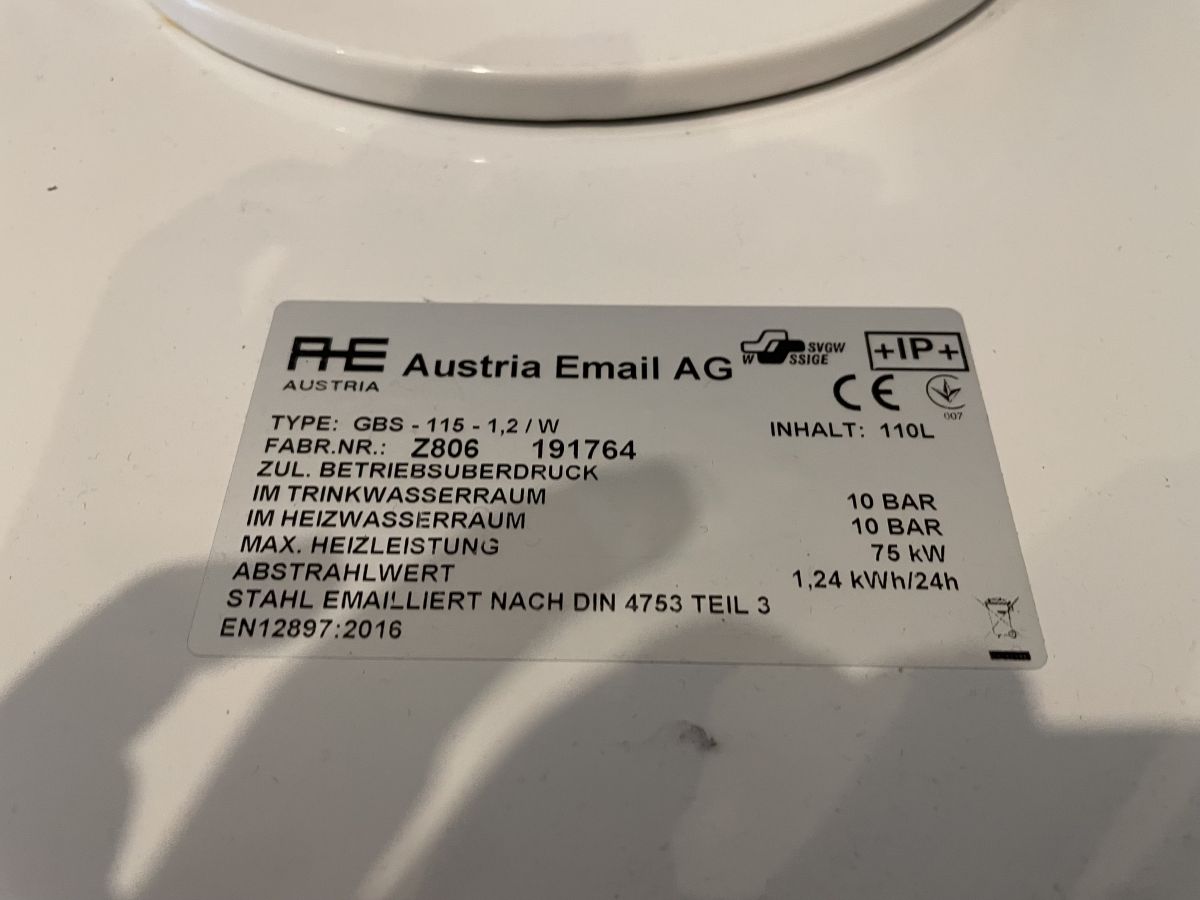 AHE Austria Email AG W SVGW SSIGE +IP+
AUSTRIA
CE
007
TYPE: GBS - 115 - 1,2 / W INHALT: 110L
FABR.NR.: Z806 191764
ZUL. BETRIEBSUBERDRUCK
IM TRINKWASSERRAUM 10 BAR
IM HEIZWASSERRAUM 10 BAR
MAX. HEIZLEISTUNG 75 kW
ABSTRAHLWERT 1,24 kWh/24h
STAHL EMAILLIERT NACH DIN 4753 TEIL 3
EN12897:2016